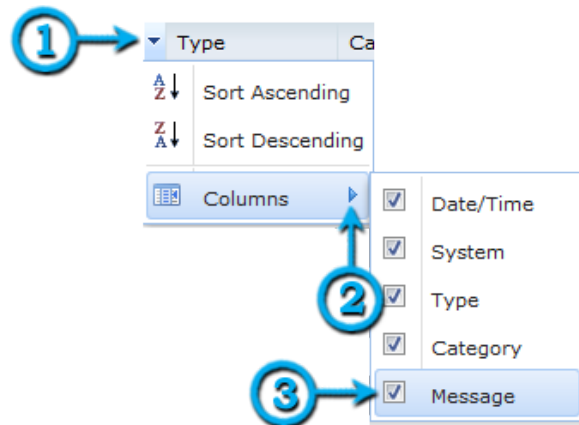 1
Type Ca
A
Z Sort Ascending
Z
A Sort Descending
Columns
Date/Time
System
2
Type
Category
3
Message